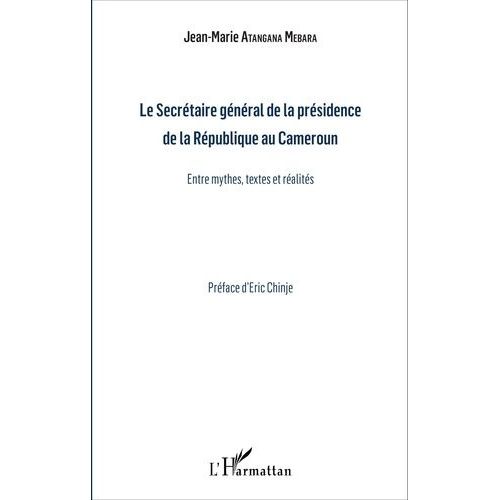 Jean-Marie ATANGANA MEBARA
Le Secrétaire général de la présidence
de la République au Cameroun
Entre mythes, textes et réalités
Préface d'Eric Chinje
L'Harmattan